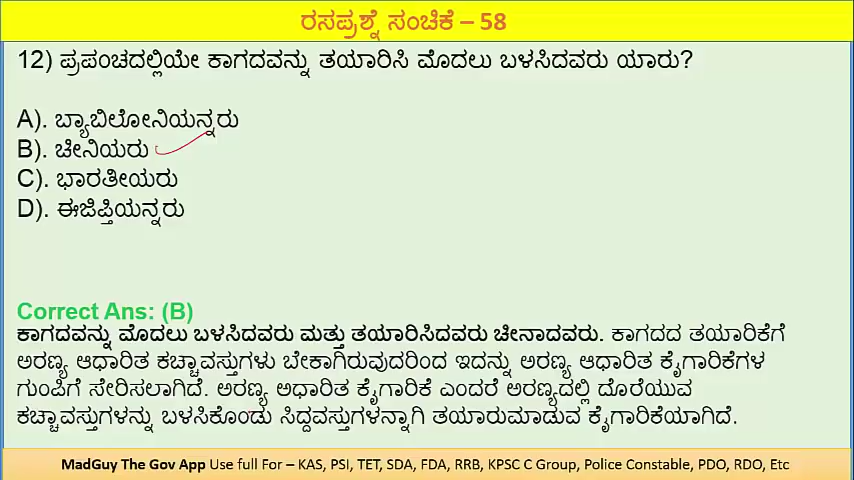 ರಸಪ್ರಶ್ನೆ ಸಂಚಿಕೆ – 58
12) ಪ್ರಪಂಚದಲ್ಲಿಯೇ ಕಾಗದವನ್ನು ತಯಾರಿಸಿ ಮೊದಲು ಬಳಸಿದವರು ಯಾರು?
A). ಬ್ಯಾಬಿಲೋನಿಯನ್ನರು
B). ಚೀನಿಯರು
C). ಭಾರತೀಯರು
D). ಈಜಿಪ್ತಿಯನ್ನರು
Correct Ans: (B)
ಕಾಗದವನ್ನು ಮೊದಲು ಬಳಸಿದವರು ಮತ್ತು ತಯಾರಿಸಿದವರು ಚೀನಾದವರು. ಕಾಗದದ ತಯಾರಿಕೆಗೆ
ಅರಣ್ಯ ಆಧಾರಿತ ಕಚ್ಚಾವಸ್ತುಗಳು ಬೇಕಾಗಿರುವುದರಿಂದ ಇದನ್ನು ಅರಣ್ಯ ಆಧಾರಿತ ಕೈಗಾರಿಕೆಗಳ
ಗುಂಪಿಗೆ ಸೇರಿಸಲಾಗಿದೆ. ಅರಣ್ಯ ಅಧಾರಿತ ಕೈಗಾರಿಕೆ ಎಂದರೆ ಅರಣ್ಯದಲ್ಲಿ ದೊರೆಯುವ
ಕಚ್ಚಾವಸ್ತುಗಳನ್ನು ಬಳಸಿಕೊಂಡು ಸಿದ್ದವಸ್ತುಗಳನ್ನಾಗಿ ತಯಾರುಮಾಡುವ ಕೈಗಾರಿಕೆಯಾಗಿದೆ.
MadGuy The Gov App Use full For – KAS, PSI, TET, SDA, FDA, RRB, KPSC C Group, Police Constable, PDO, RDO, Etc